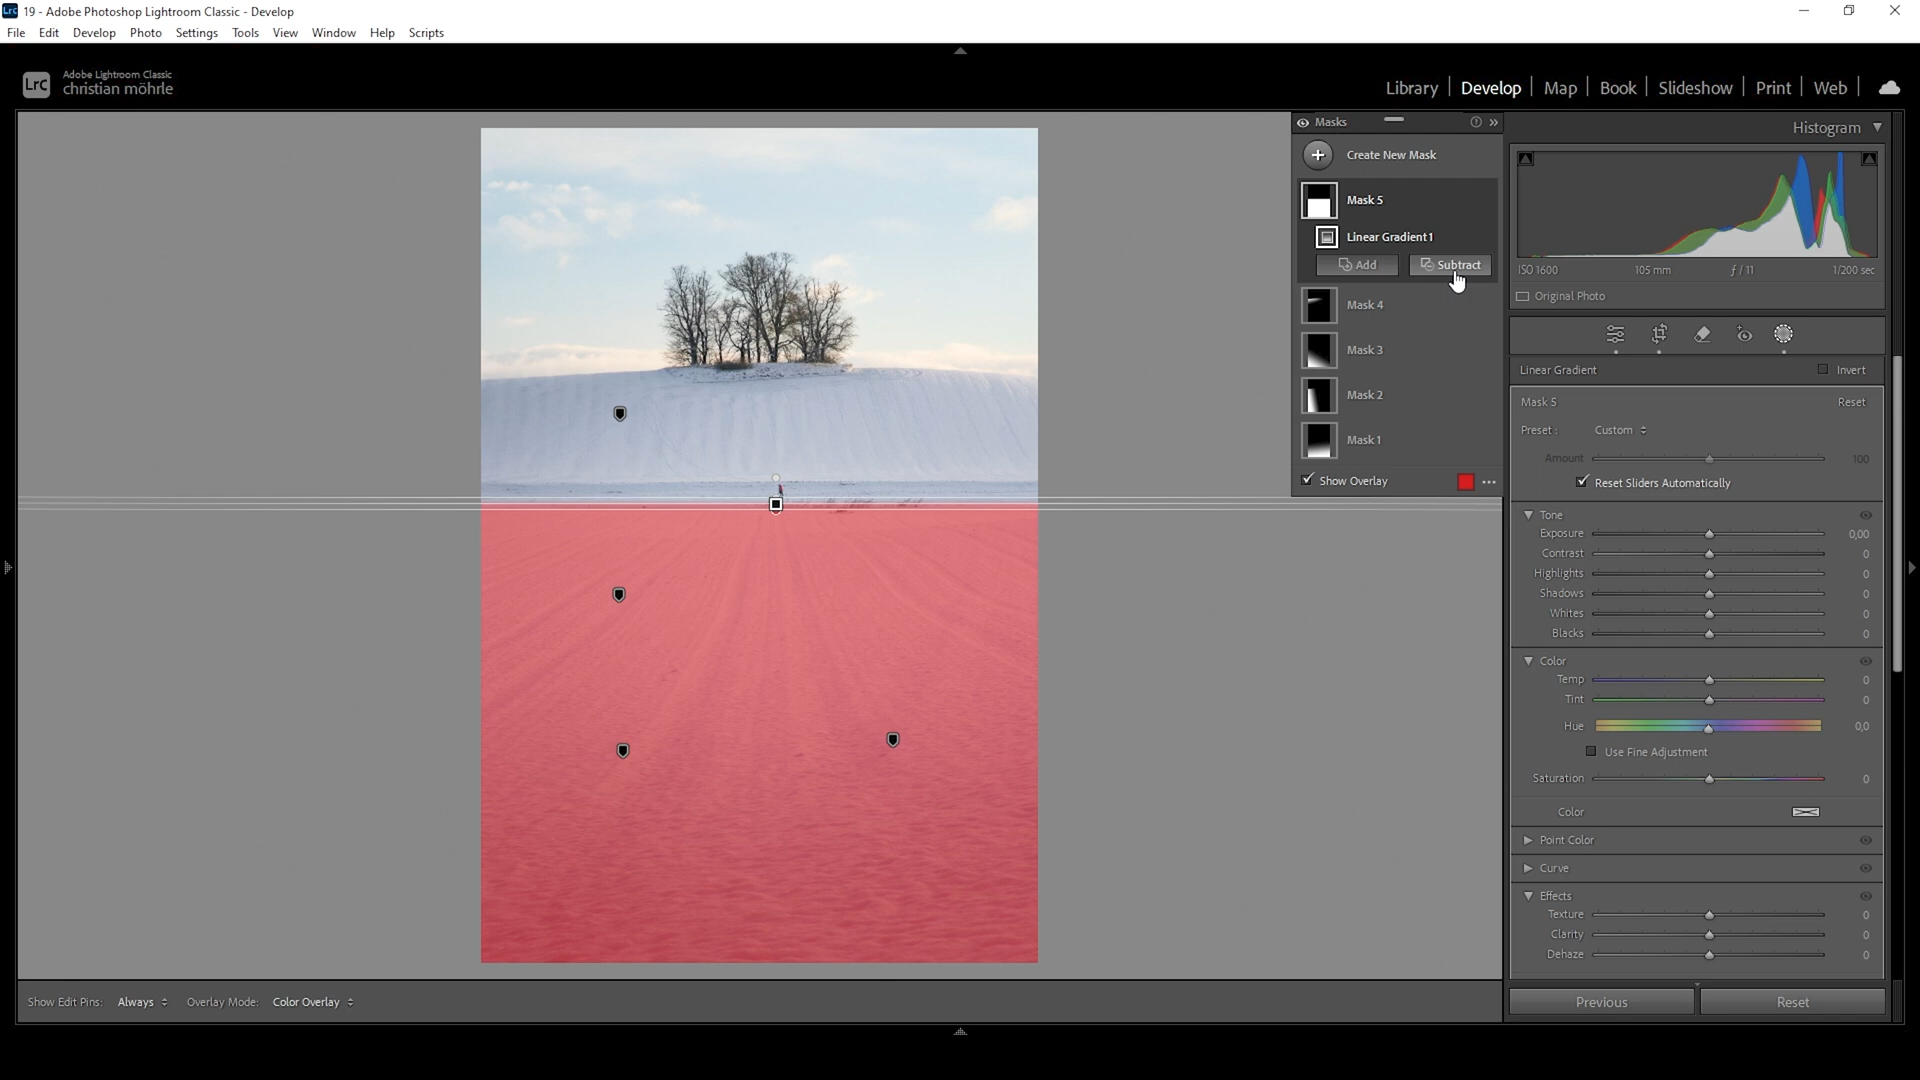 19 - Adobe Photoshop Lightroom Classic - Develop
File Edit Develop Photo Settings Tools View Window Help Scripts
Lrc
Adobe Lightroom Classic
christian möhrle
Library Develop Map Book Slideshow Print Web
Masks
Create New Mask
Mask 5
Linear Gradient 1
Add Subtract
Mask 4
Mask 3
Mask 2
Mask 1
Show Overlay
Histogram
ISO 1600 105 mm ƒ / 11 1/200 sec
Original Photo
Linear Gradient Invert
Mask 5 Reset
Preset : Custom
Amount 100
Reset Sliders Automatically
Tone
Exposure 0,00
Contrast 0
Highlights 0
Shadows 0
Whites 0
Blacks 0
Color
Temp 0
Tint 0
Hue 0,0
Use Fine Adjustment
Saturation 0
Color
Point Color
Curve
Effects
Texture 0
Clarity 0
Dehaze 0
Show Edit Pins: Always Overlay Mode: Color Overlay
Previous Reset